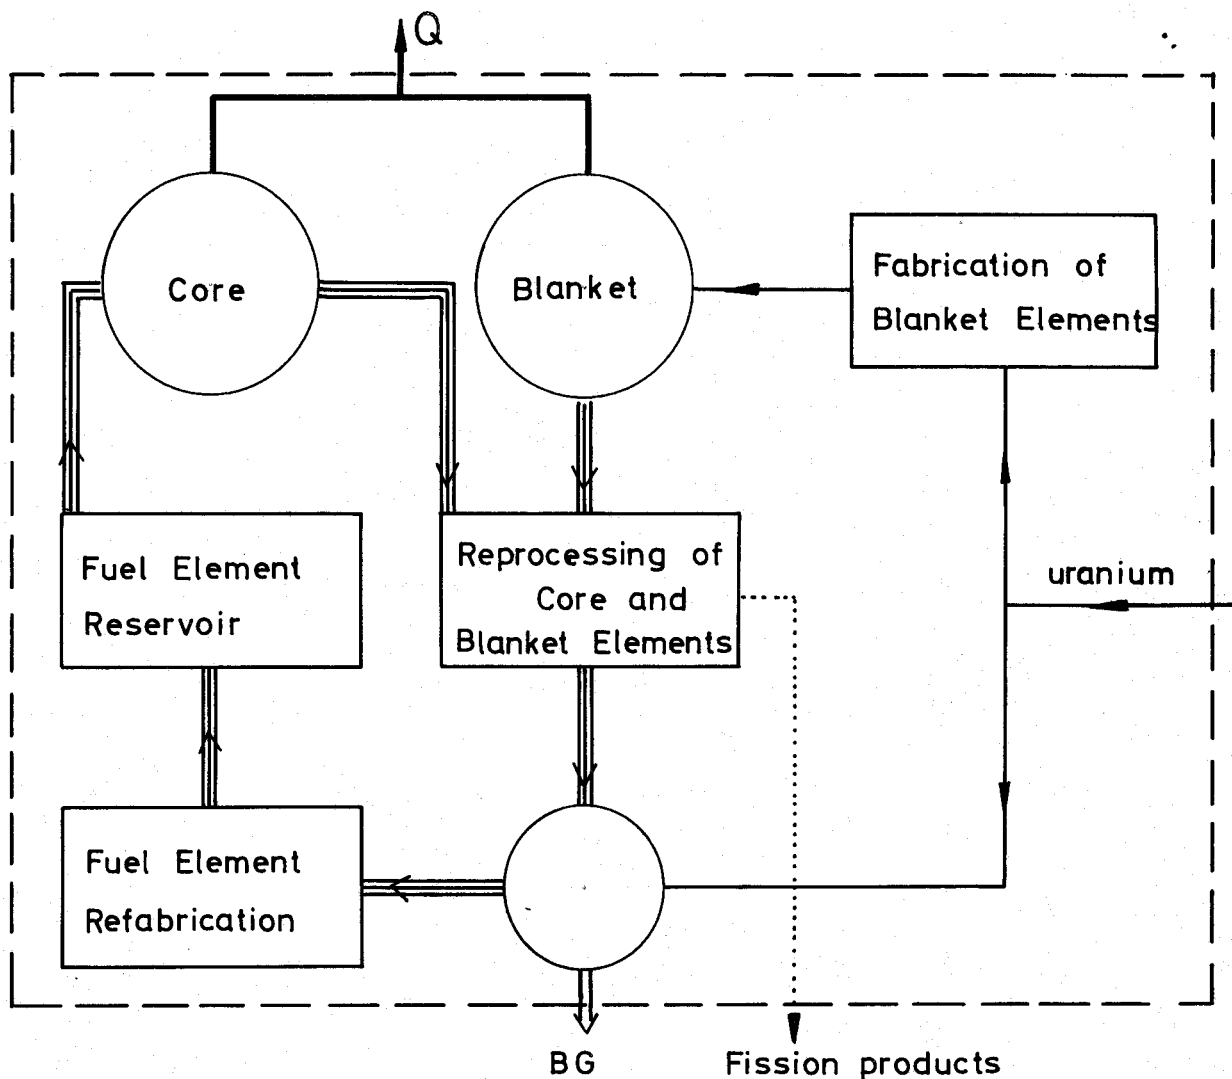 Q
Core
Blanket
Fabrication of
Blanket Elements
Fuel Element
Reservoir
Reprocessing of
Core and
Blanket Elements
uranium
Fuel Element
Refabrication
BG
Fission products